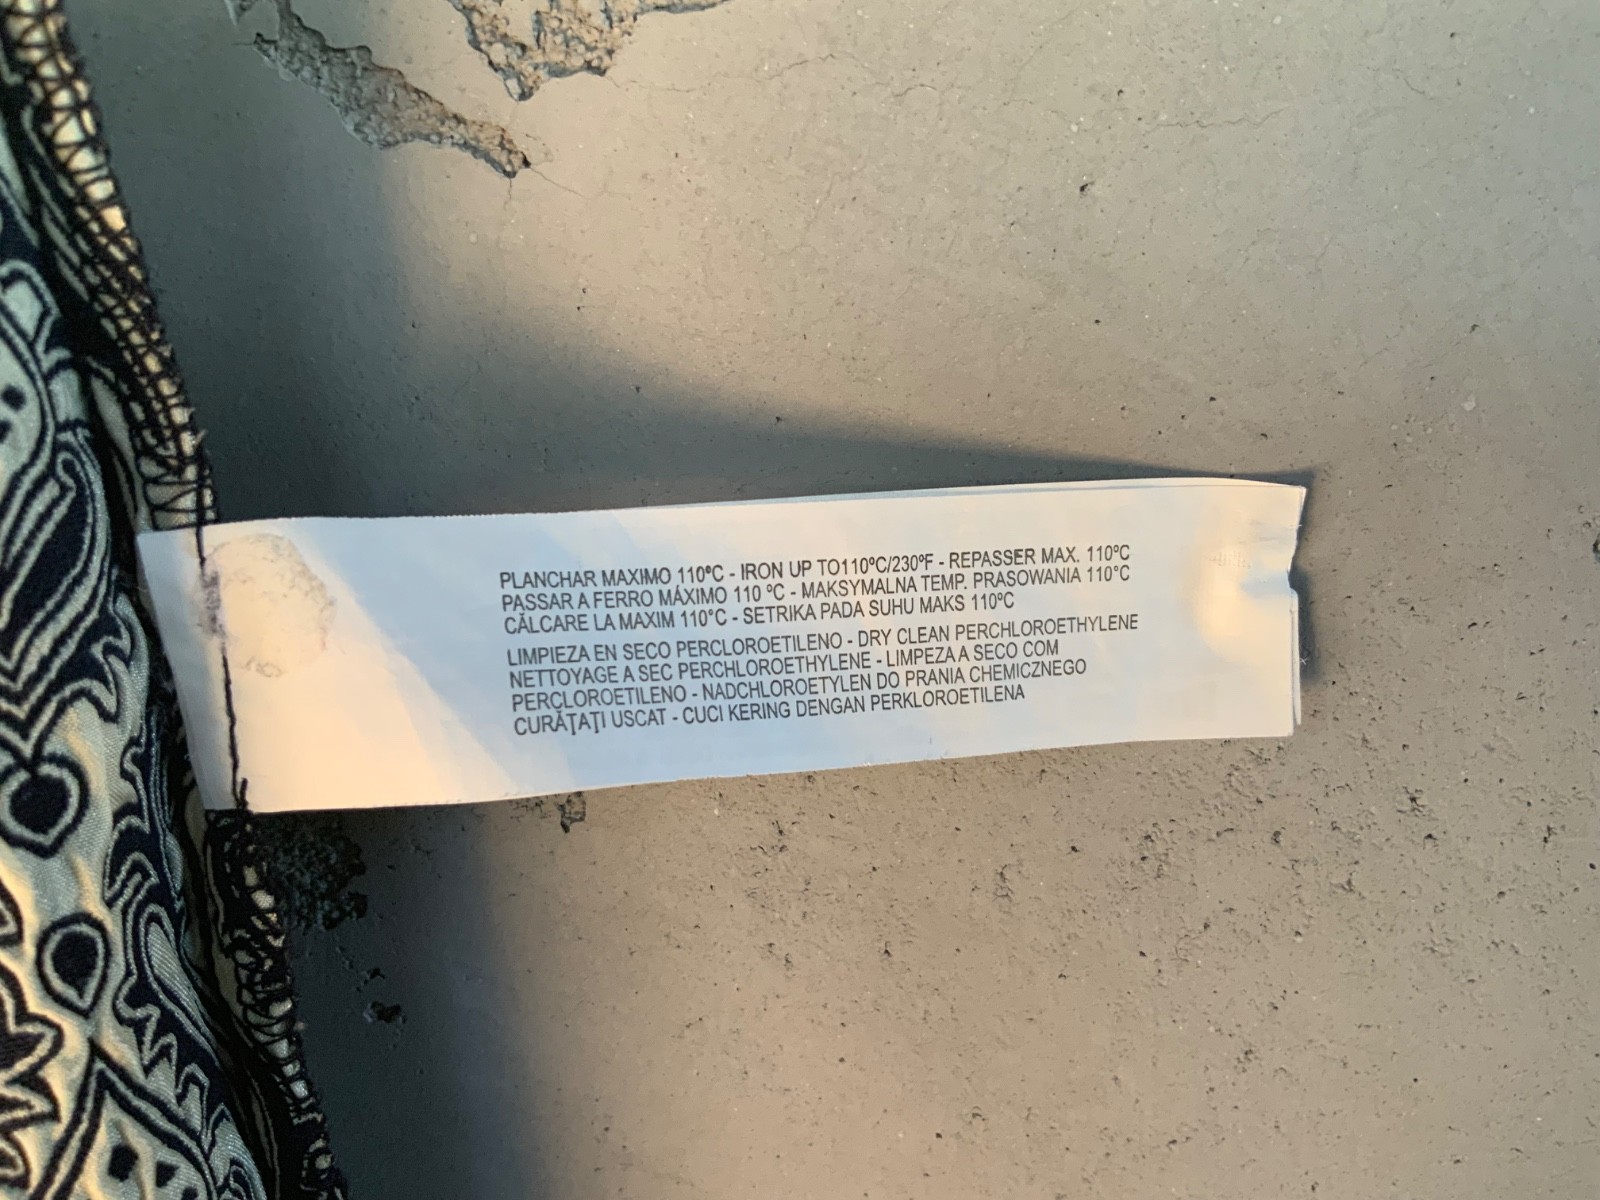 PLANCHAR MAXIMO 110ºC - IRON UP TO110ºC/230ºF - REPASSER MAX. 110ºC
PASSAR A FERRO MÁXIMO 110 ºC - MAKSYMALNA TEMP. PRASOWANIA 110°C
CĂLCARE LA MAXIM 110°C - SETRIKA PADA SUHU MAKS 110ºC
LIMPIEZA EN SECO PERCLOROETILENO - DRY CLEAN PERCHLOROETHYLENE
NETTOYAGE A SEC PERCHLOROETHYLENE - LIMPEZA A SECO COM
PERCLOROETILENO - NADCHLOROETYLEN DO PRANIA CHEMICZNEGO
CURĂŢAŢI USCAT - CUCI KERING DENGAN PERKLOROETILENA